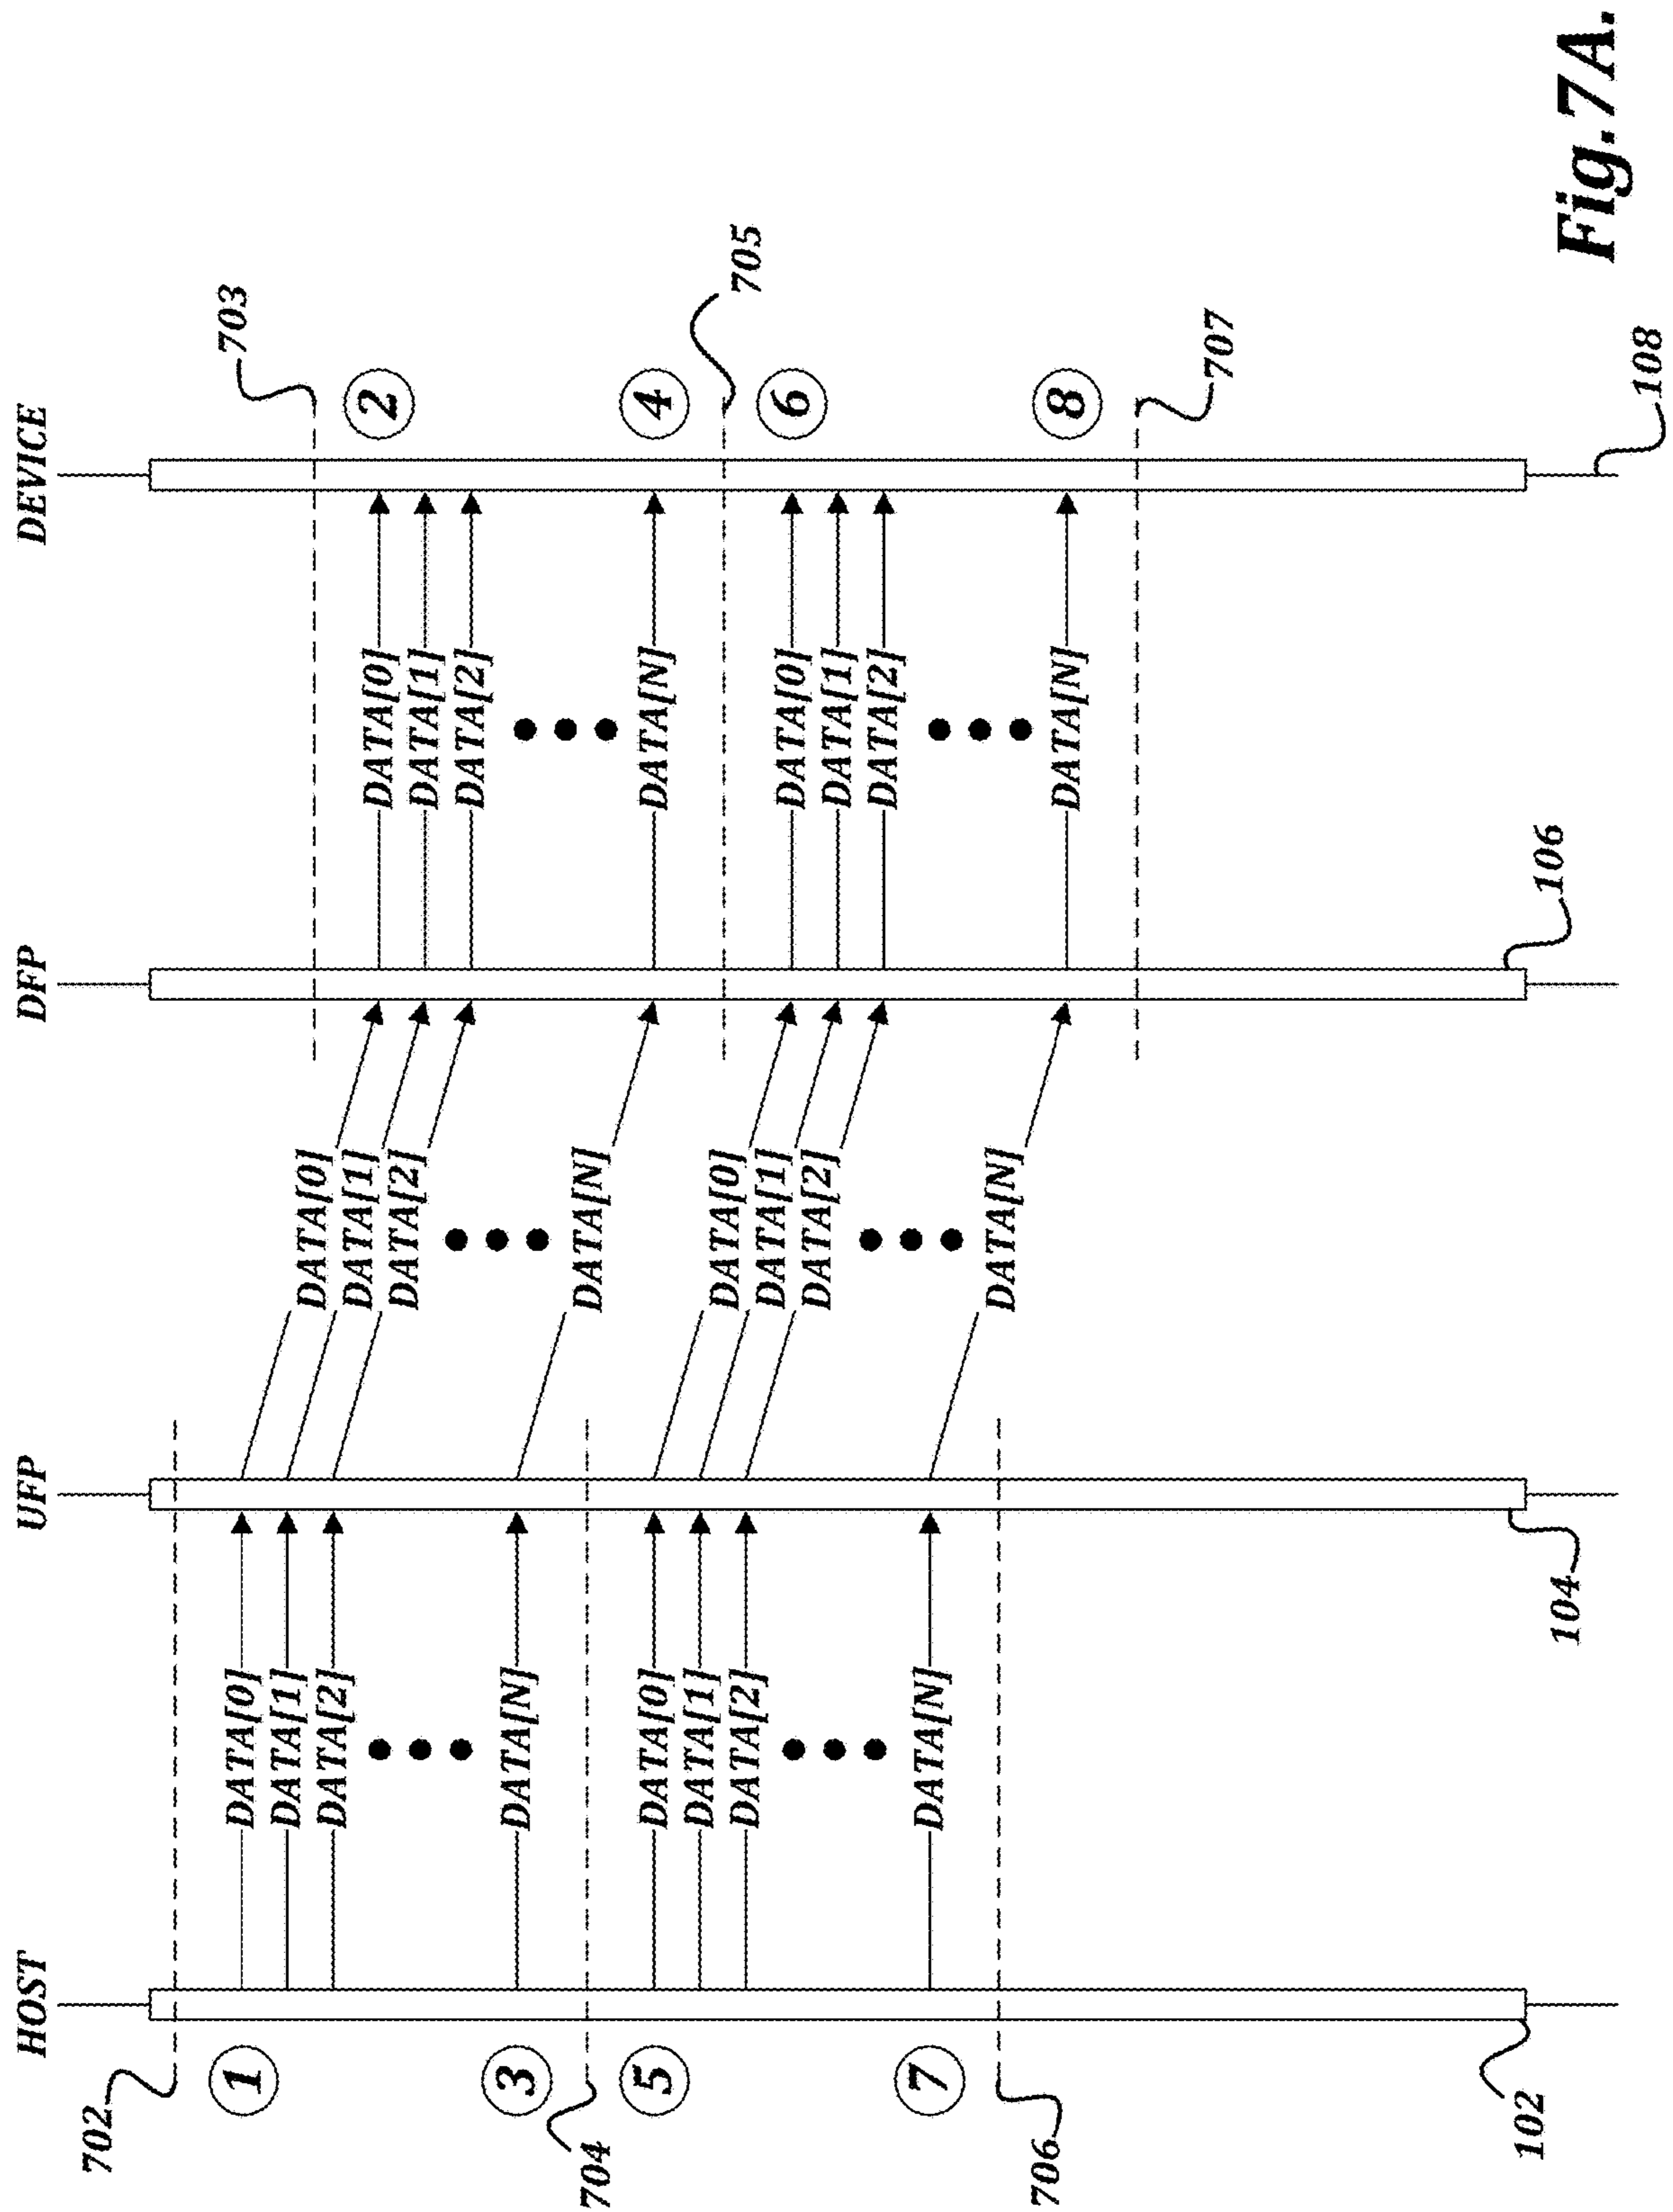 HOST
UFP
DFP
DEVICE
702
703
1
DATA[0]
DATA[1]
DATA[2]
3
DATA[N]
DATA[0]
DATA[1]
DATA[2]
DATA[N]
DATA[0]
2
DATA[1]
DATA[2]
DATA[N]
4
704
705
5
DATA[0]
DATA[1]
DATA[2]
7
DATA[N]
DATA[0]
DATA[1]
DATA[2]
DATA[N]
DATA[0]
6
DATA[1]
DATA[2]
DATA[N]
8
706
707
102
104
106
108
Fig.7A.